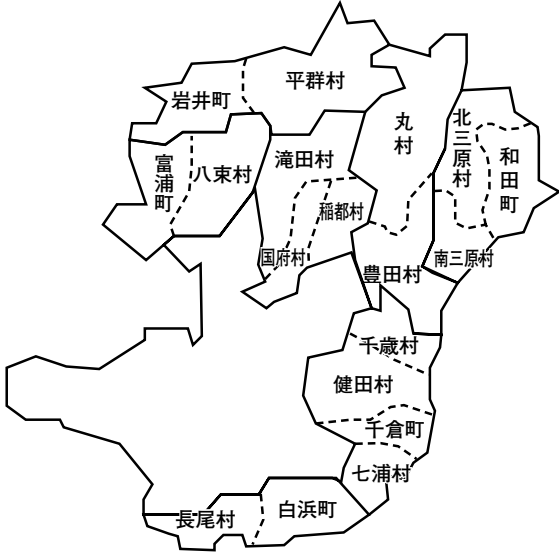 平群村
岩井町
丸村
北三原村
和田町
富浦町
八束村
滝田村
稲都村
国府村
南三原村
豊田村
千歳村
健田村
千倉町
七浦村
長尾村
白浜町